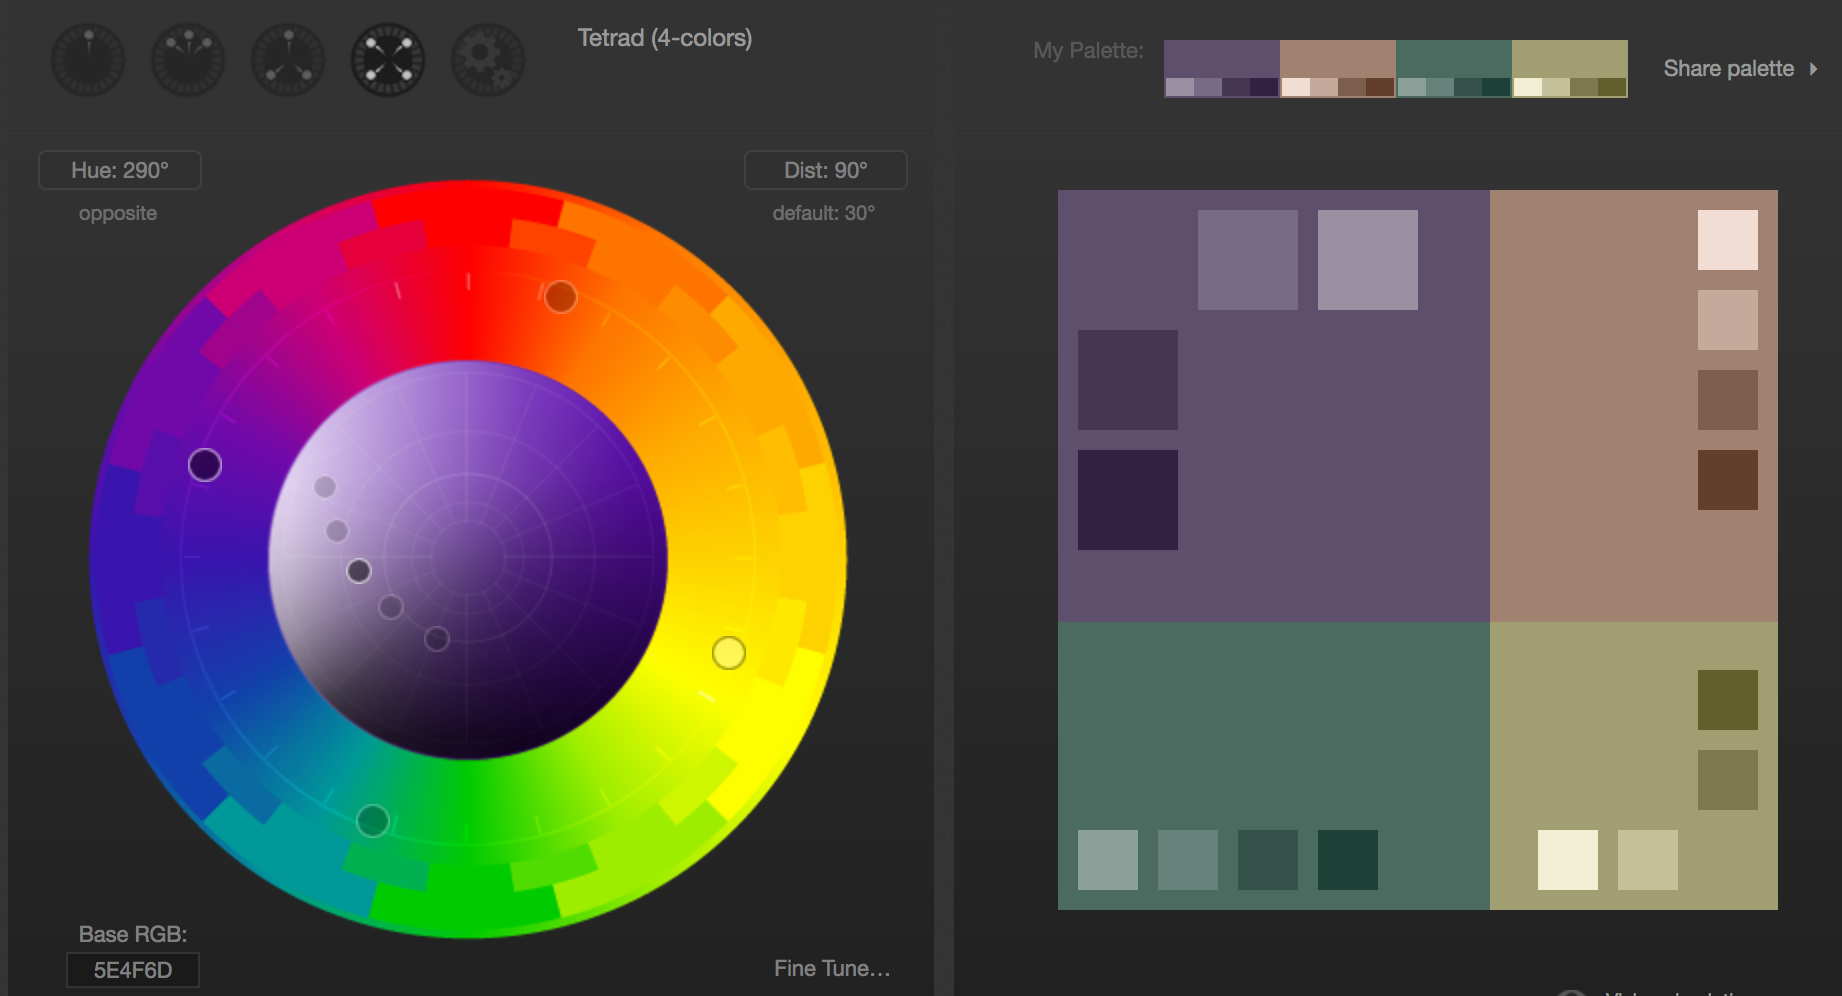 Tetrad (4-colors)
My Palette:
Share palette
Hue: 290°
opposite
Dist: 90°
default: 30°
Base RGB:
5E4F6D
Fine Tune...